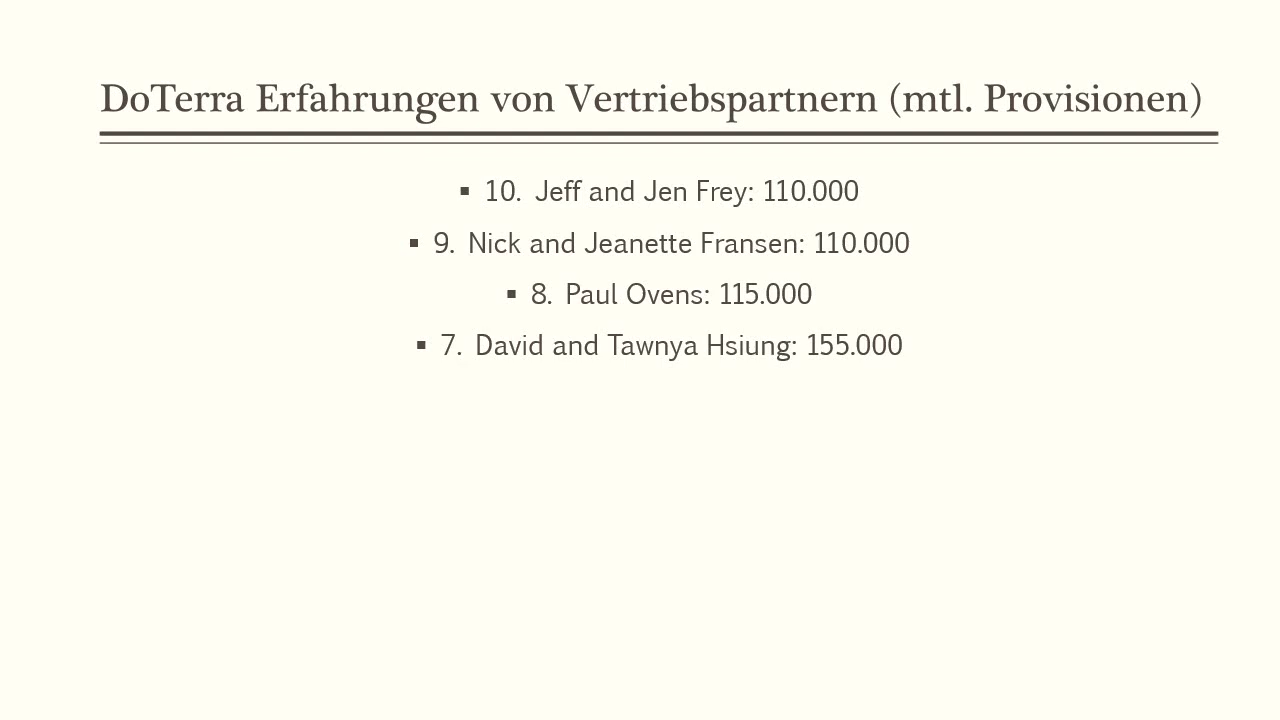 DoTerra Erfahrungen von Vertriebspartnern (mtl. Provisionen)
▪ 10. Jeff and Jen Frey: 110.000
▪ 9. Nick and Jeanette Fransen: 110.000
▪ 8. Paul Ovens: 115.000
▪ 7. David and Tawnya Hsiung: 155.000